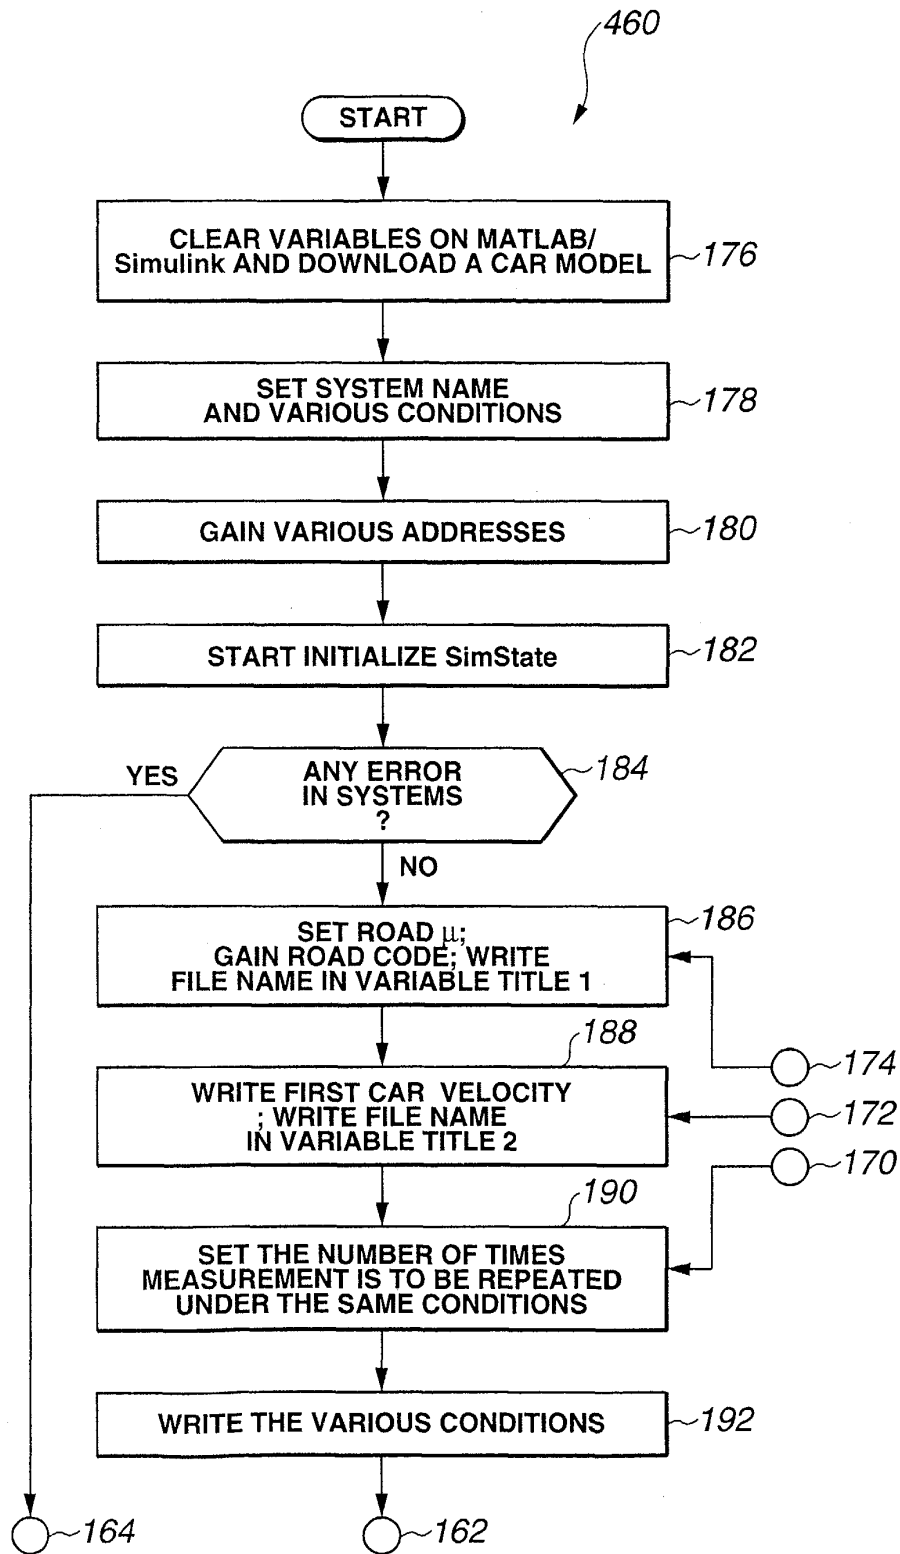 460
START
CLEAR VARIABLES ON MATLAB/
Simulink AND DOWNLOAD A CAR MODEL
176
SET SYSTEM NAME
AND VARIOUS CONDITIONS
178
GAIN VARIOUS ADDRESSES
180
START INITIALIZE SimState
182
ANY ERROR
IN SYSTEMS
?
184
YES
NO
SET ROAD μ;
GAIN ROAD CODE; WRITE
FILE NAME IN VARIABLE TITLE 1
186
174
WRITE FIRST CAR VELOCITY
; WRITE FILE NAME
IN VARIABLE TITLE 2
188
172
170
SET THE NUMBER OF TIMES
MEASUREMENT IS TO BE REPEATED
UNDER THE SAME CONDITIONS
190
WRITE THE VARIOUS CONDITIONS
192
164
162